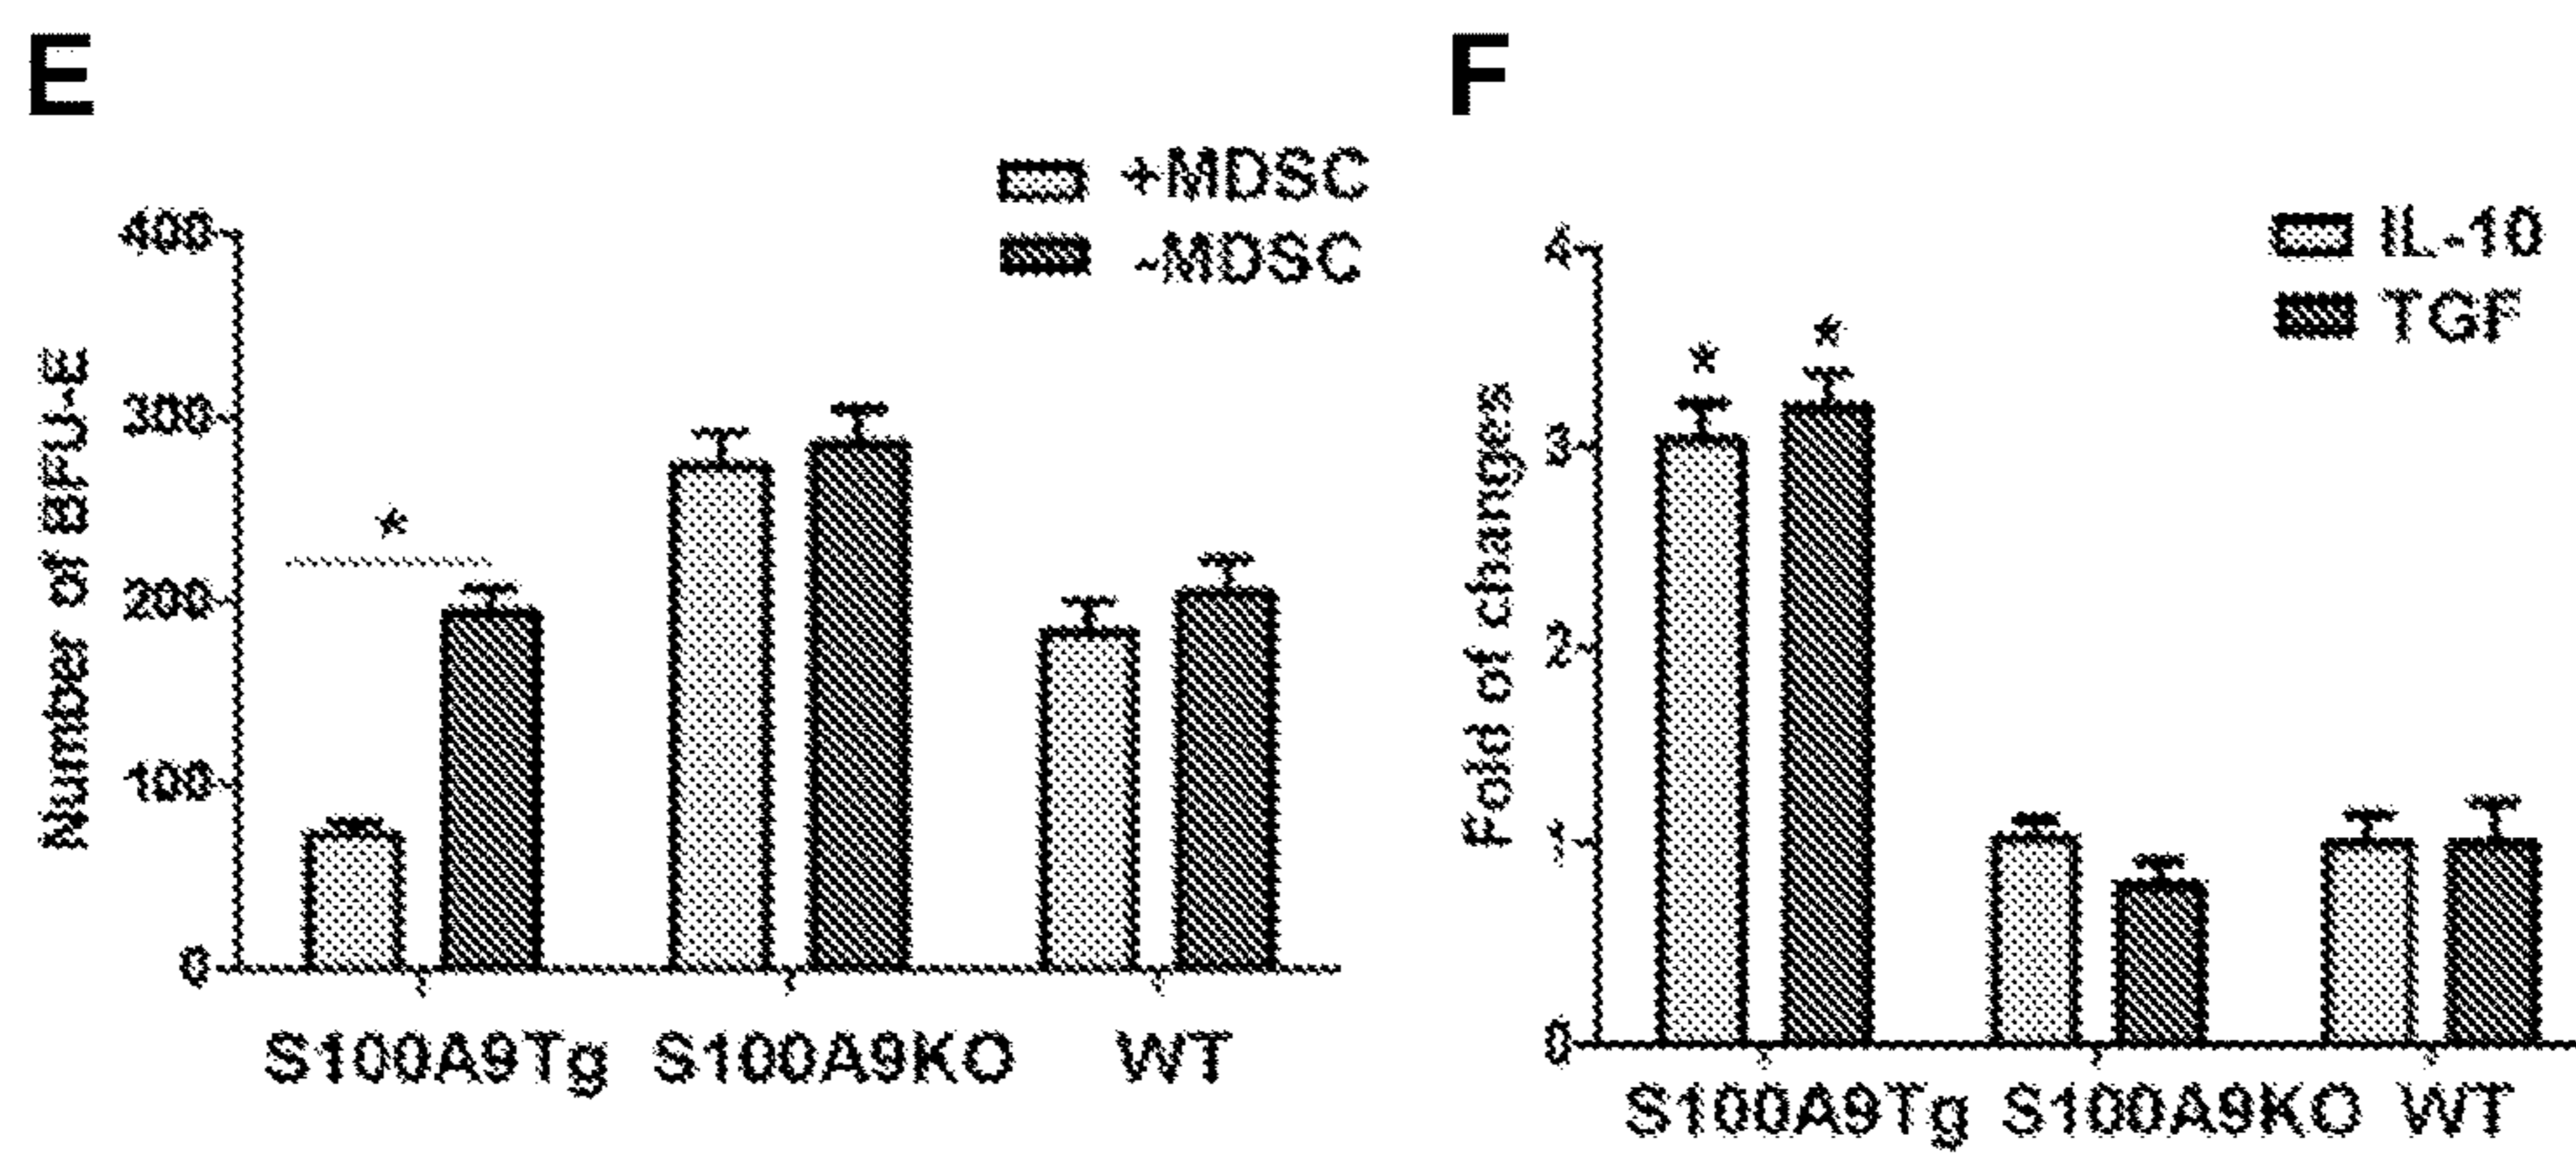 E
+MDSC
-MDSC
Number of BFU-E
400
300
200
100
0
*
S100A9Tg S100A9KO WT
F
IL-10
TGF
Fold of changes
4
3
2
1
0
* *
S100A9Tg S100A9KO WT